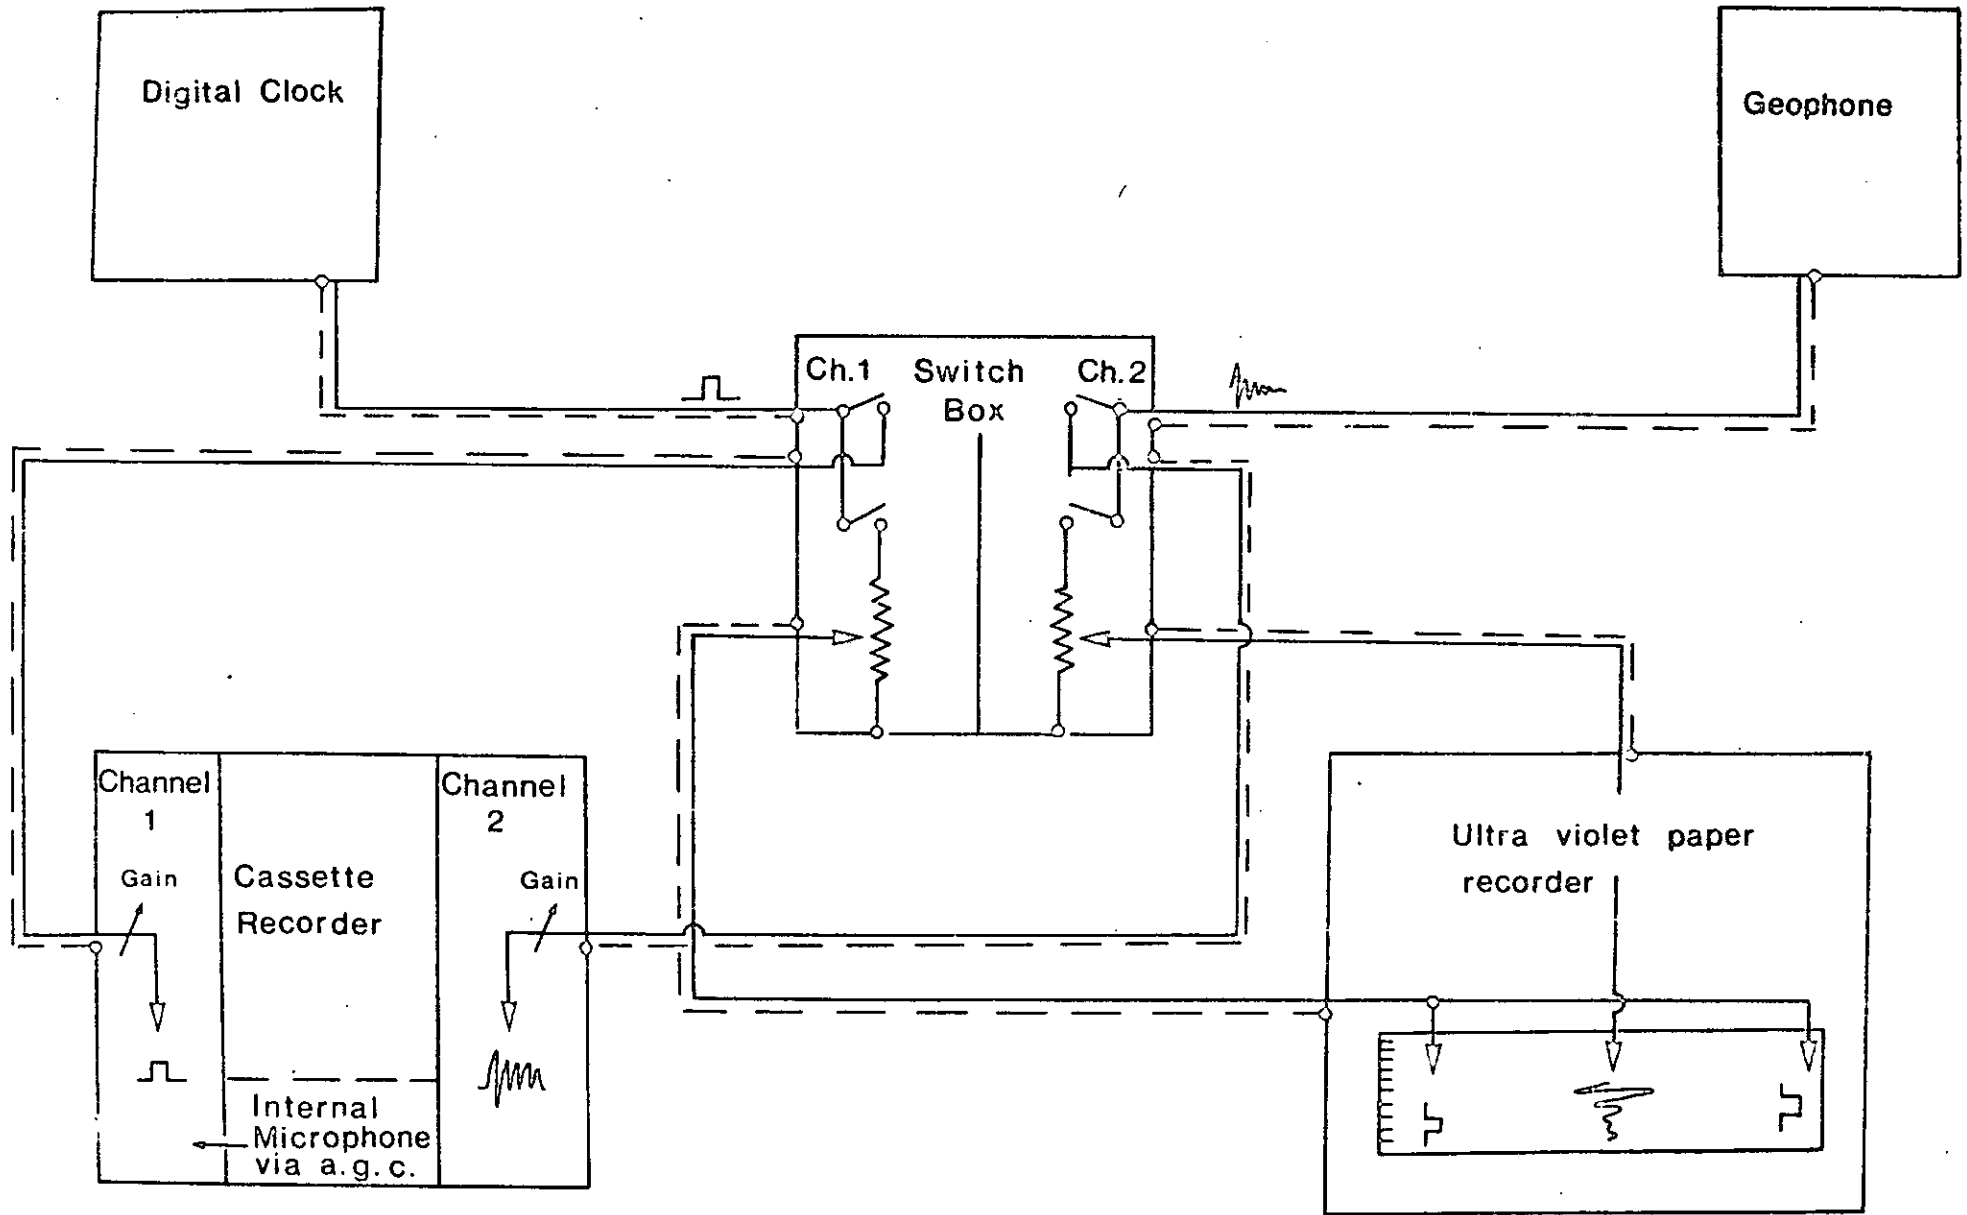 Digital Clock
Geophone
Ch.1
Switch
Box
Ch.2
Channel
1
Gain
Cassette
Recorder
Channel
2
Gain
Internal
Microphone
via a.g.c.
Ultra violet paper
recorder